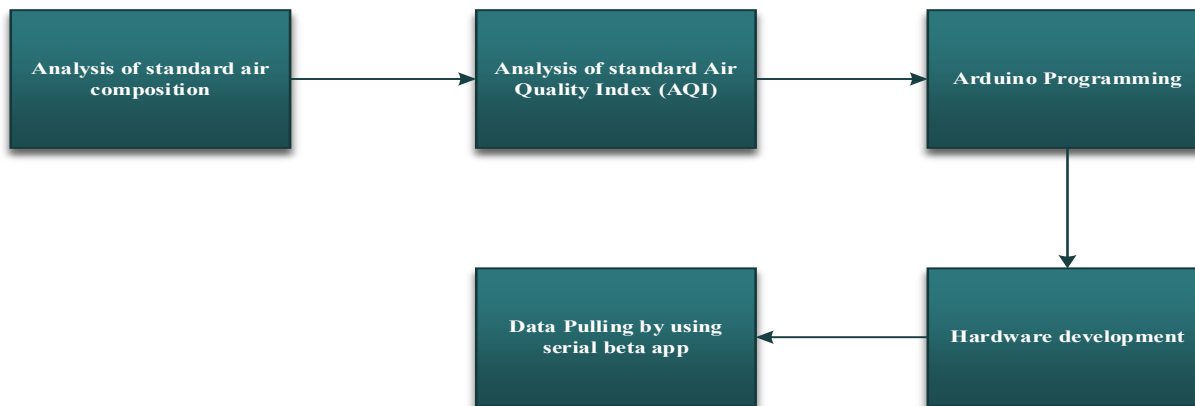 Analysis of standard air
composition
Analysis of standard Air
Quality Index (AQI)
Arduino Programming
Hardware development
Data Pulling by using
serial beta app